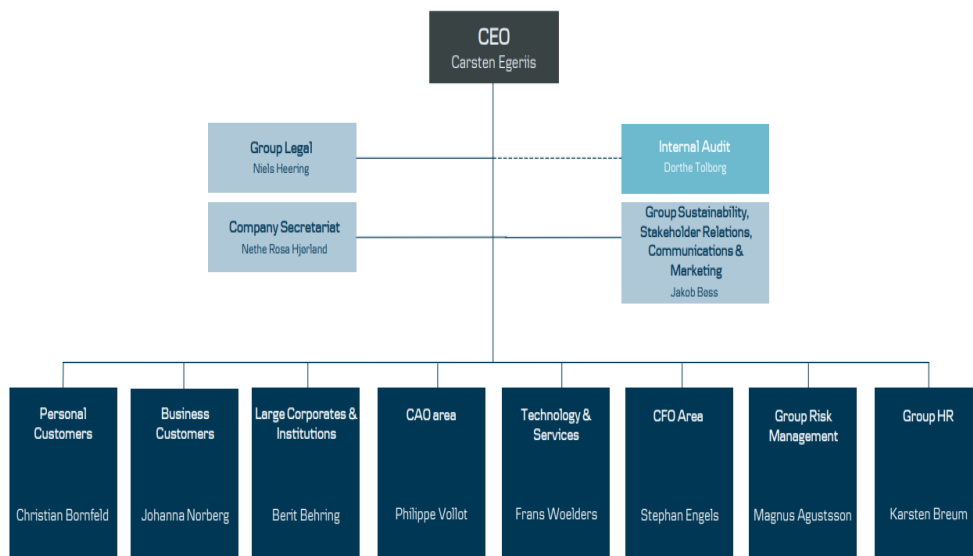 CEO
Carsten Egeriis
Group Legal
Niels Heering
Internal Audit
Dorthe Tolborg
Company Secretariat
Nethe Rosa Hjørland
Group Sustainability,
Stakeholder Relations,
Communications &
Marketing
Jakob Bøss
Personal
Customers
Christian Bornfeld
Business
Customers
Johanna Norberg
Large Corporates &
Institutions
Berit Behring
CAO area
Philippe Vollot
Technology &
Services
Frans Woelders
CFO Area
Stephan Engels
Group Risk
Management
Magnus Agustsson
Group HR
Karsten Breum